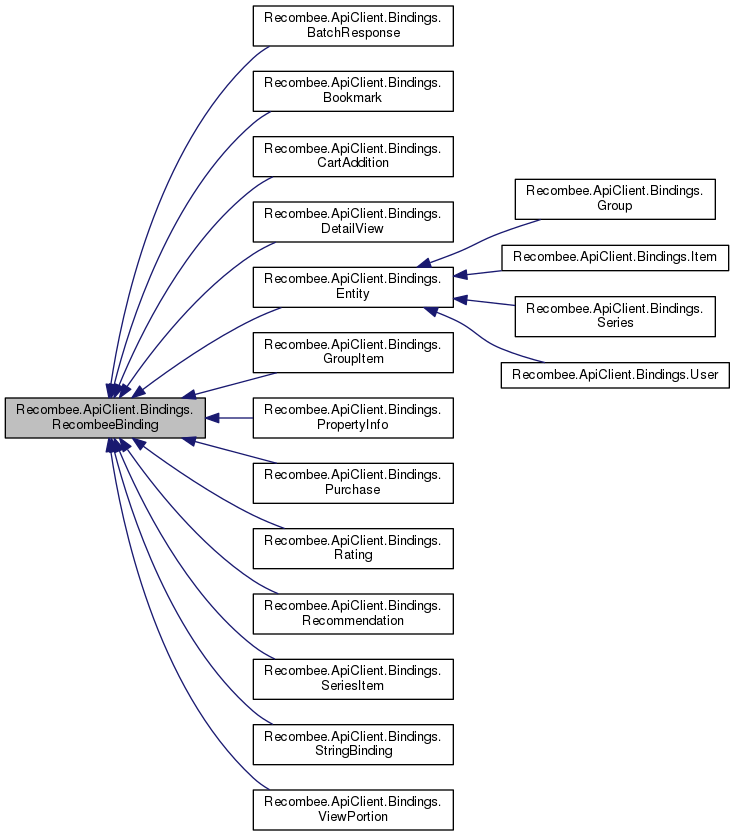 Recombee.ApiClient.Bindings.
BatchResponse
Recombee.ApiClient.Bindings.
Bookmark
Recombee.ApiClient.Bindings.
CartAddition
Recombee.ApiClient.Bindings.
DetailView
Recombee.ApiClient.Bindings.
Entity
Recombee.ApiClient.Bindings.
GroupItem
Recombee.ApiClient.Bindings.
RecombeeBinding
Recombee.ApiClient.Bindings.
PropertyInfo
Recombee.ApiClient.Bindings.
Purchase
Recombee.ApiClient.Bindings.
Rating
Recombee.ApiClient.Bindings.
Recommendation
Recombee.ApiClient.Bindings.
SeriesItem
Recombee.ApiClient.Bindings.
StringBinding
Recombee.ApiClient.Bindings.
ViewPortion
Recombee.ApiClient.Bindings.
Group
Recombee.ApiClient.Bindings.Item
Recombee.ApiClient.Bindings.
Series
Recombee.ApiClient.Bindings.User